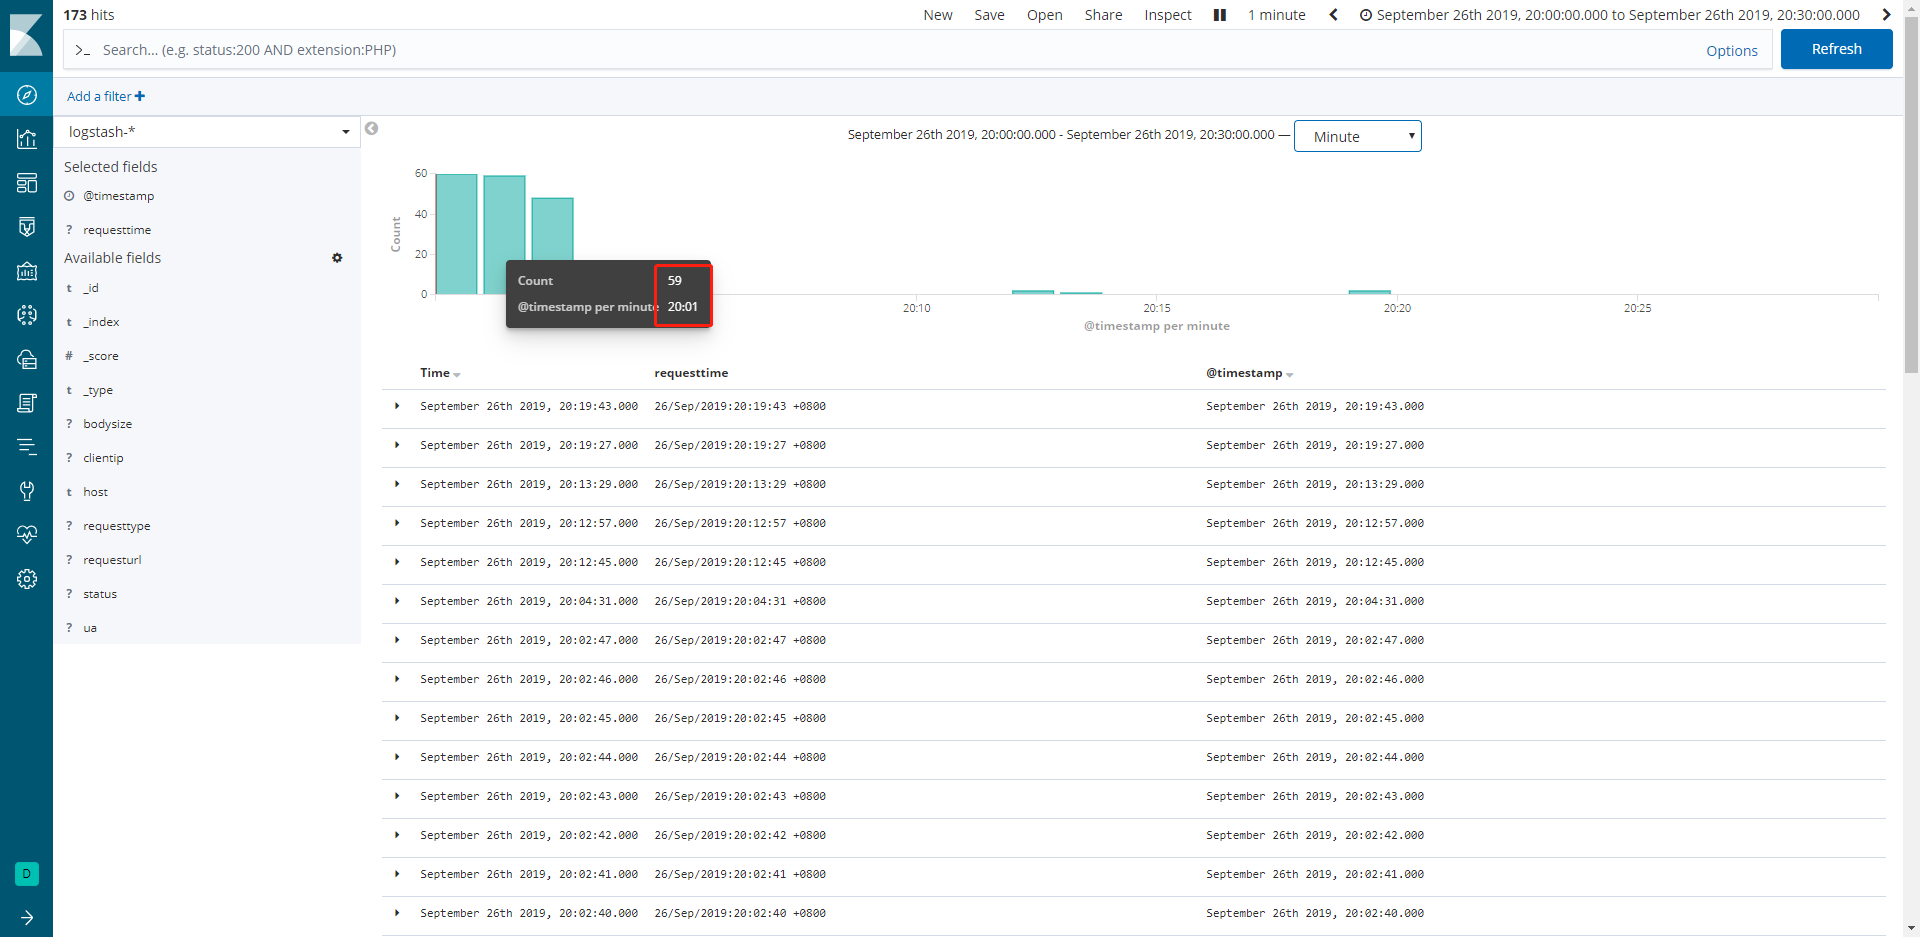 173 hits
New Save Open Share Inspect 1 minute September 26th 2019, 20:00:00.000 to September 26th 2019, 20:30:00.000
>_ Search... (e.g. status:200 AND extension:PHP) Options Refresh
Add a filter +
logstash-*
September 26th 2019, 20:00:00.000 - September 26th 2019, 20:30:00.000 — Minute
Selected fields
@timestamp
? requesttime
Available fields
t _id
t _index
# _score
t _type
? bodysize
? clientip
t host
? requesttype
? requesturl
? status
? ua
D
60
40
20
0
Count
Count 59
@timestamp per minute 20:01
20:10 20:15 20:20 20:25
@timestamp per minute
Time requesttime @timestamp
September 26th 2019, 20:19:43.000 26/Sep/2019:20:19:43 +0800 September 26th 2019, 20:19:43.000
September 26th 2019, 20:19:27.000 26/Sep/2019:20:19:27 +0800 September 26th 2019, 20:19:27.000
September 26th 2019, 20:13:29.000 26/Sep/2019:20:13:29 +0800 September 26th 2019, 20:13:29.000
September 26th 2019, 20:12:57.000 26/Sep/2019:20:12:57 +0800 September 26th 2019, 20:12:57.000
September 26th 2019, 20:12:45.000 26/Sep/2019:20:12:45 +0800 September 26th 2019, 20:12:45.000
September 26th 2019, 20:04:31.000 26/Sep/2019:20:04:31 +0800 September 26th 2019, 20:04:31.000
September 26th 2019, 20:02:47.000 26/Sep/2019:20:02:47 +0800 September 26th 2019, 20:02:47.000
September 26th 2019, 20:02:46.000 26/Sep/2019:20:02:46 +0800 September 26th 2019, 20:02:46.000
September 26th 2019, 20:02:45.000 26/Sep/2019:20:02:45 +0800 September 26th 2019, 20:02:45.000
September 26th 2019, 20:02:44.000 26/Sep/2019:20:02:44 +0800 September 26th 2019, 20:02:44.000
September 26th 2019, 20:02:43.000 26/Sep/2019:20:02:43 +0800 September 26th 2019, 20:02:43.000
September 26th 2019, 20:02:42.000 26/Sep/2019:20:02:42 +0800 September 26th 2019, 20:02:42.000
September 26th 2019, 20:02:41.000 26/Sep/2019:20:02:41 +0800 September 26th 2019, 20:02:41.000
September 26th 2019, 20:02:40.000 26/Sep/2019:20:02:40 +0800 September 26th 2019, 20:02:40.000